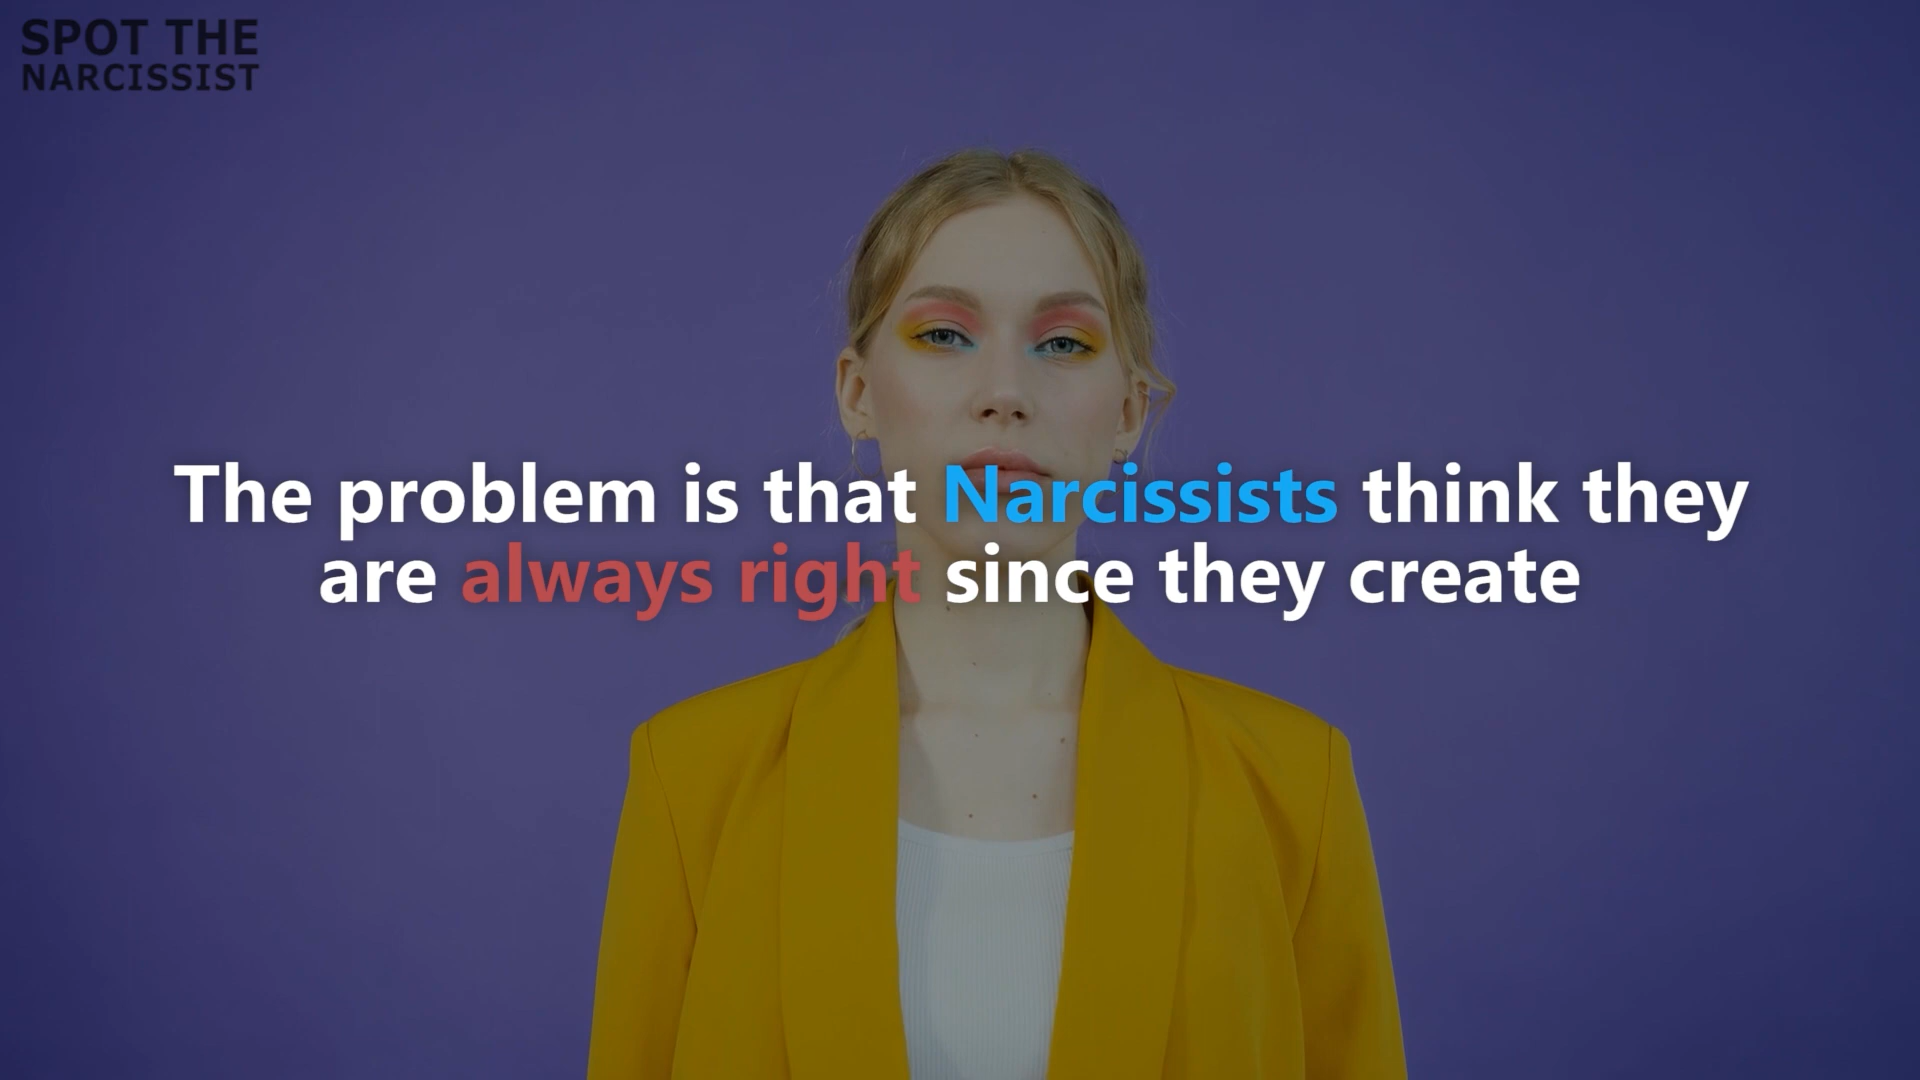 SPOT THE
NARCISSIST
The problem is that Narcissists think they
are always right since they create